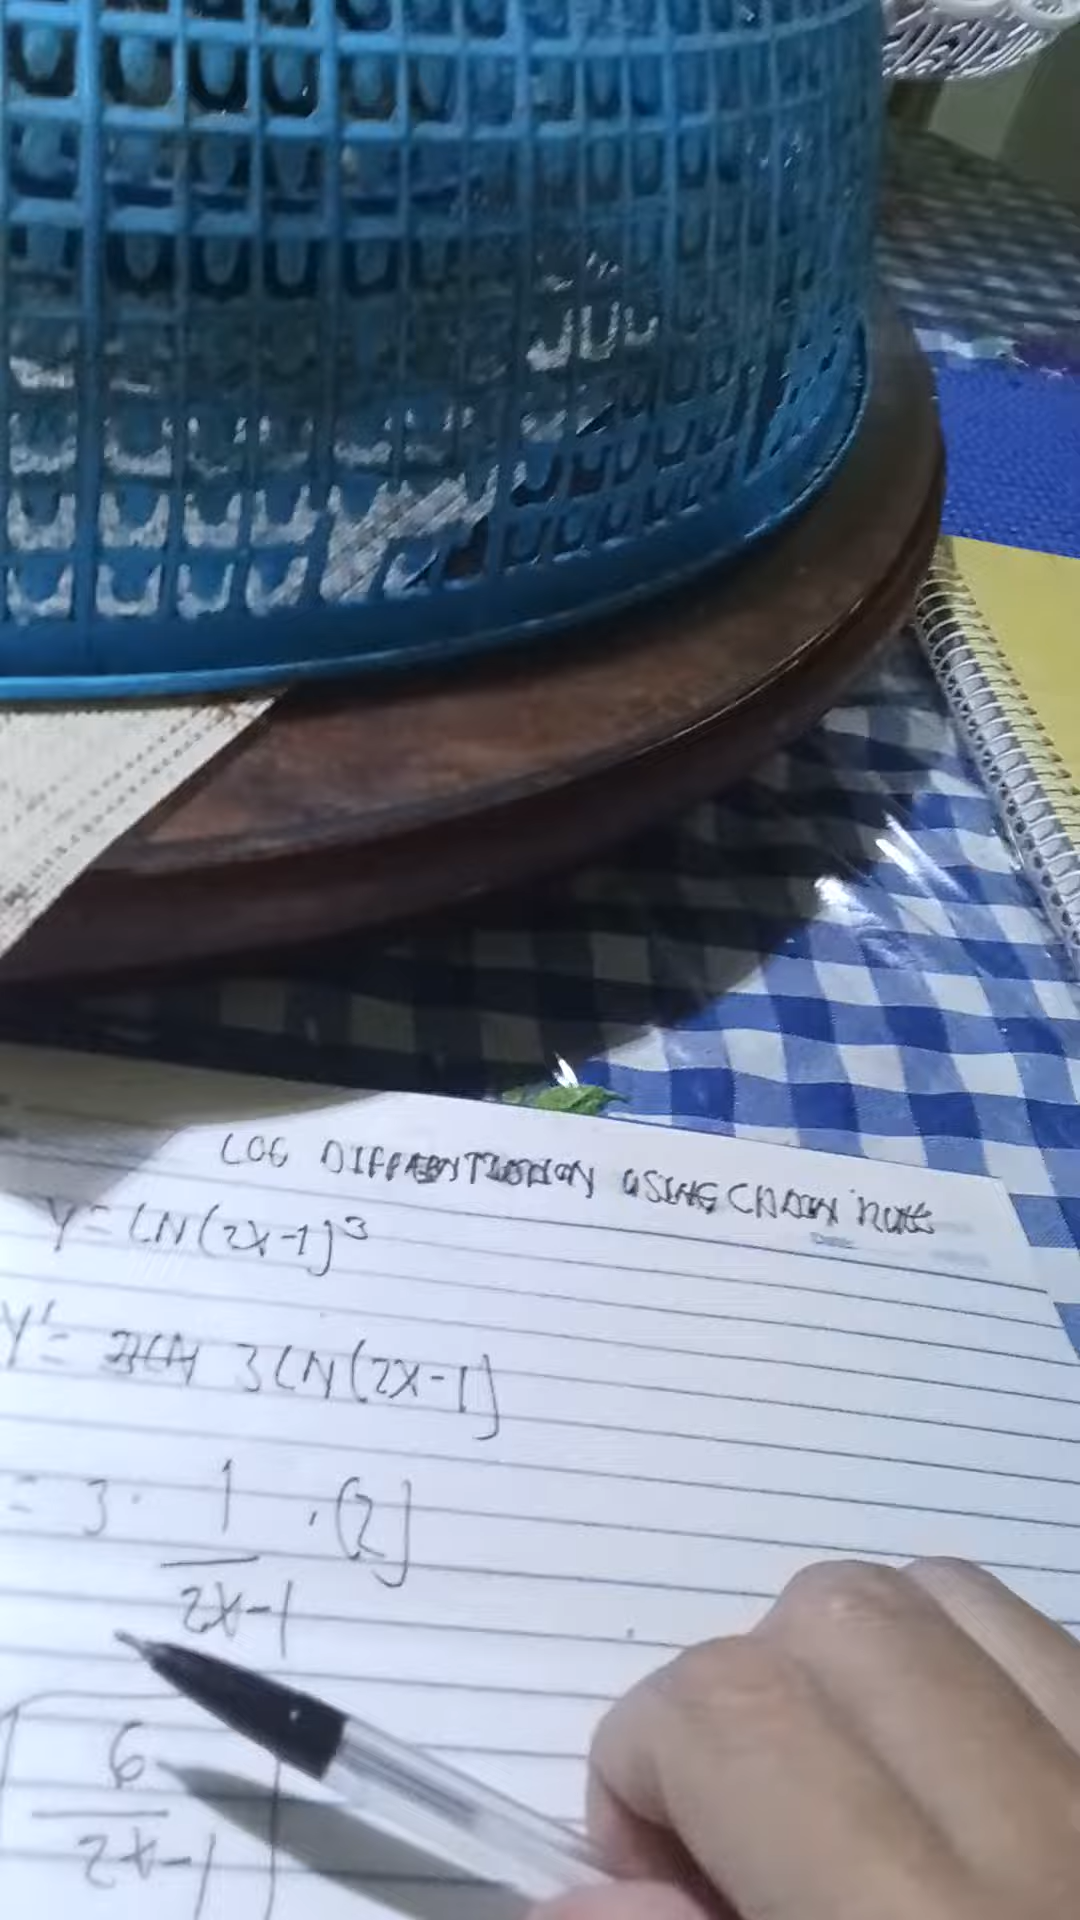 LOG DIFFERENTIATION USING CHAIN RULE
Y = LN(2x-1)³
Y' = 3LN(2x-1)
= 3 · 1/(2x-1) · (2)
6/(2x-1)